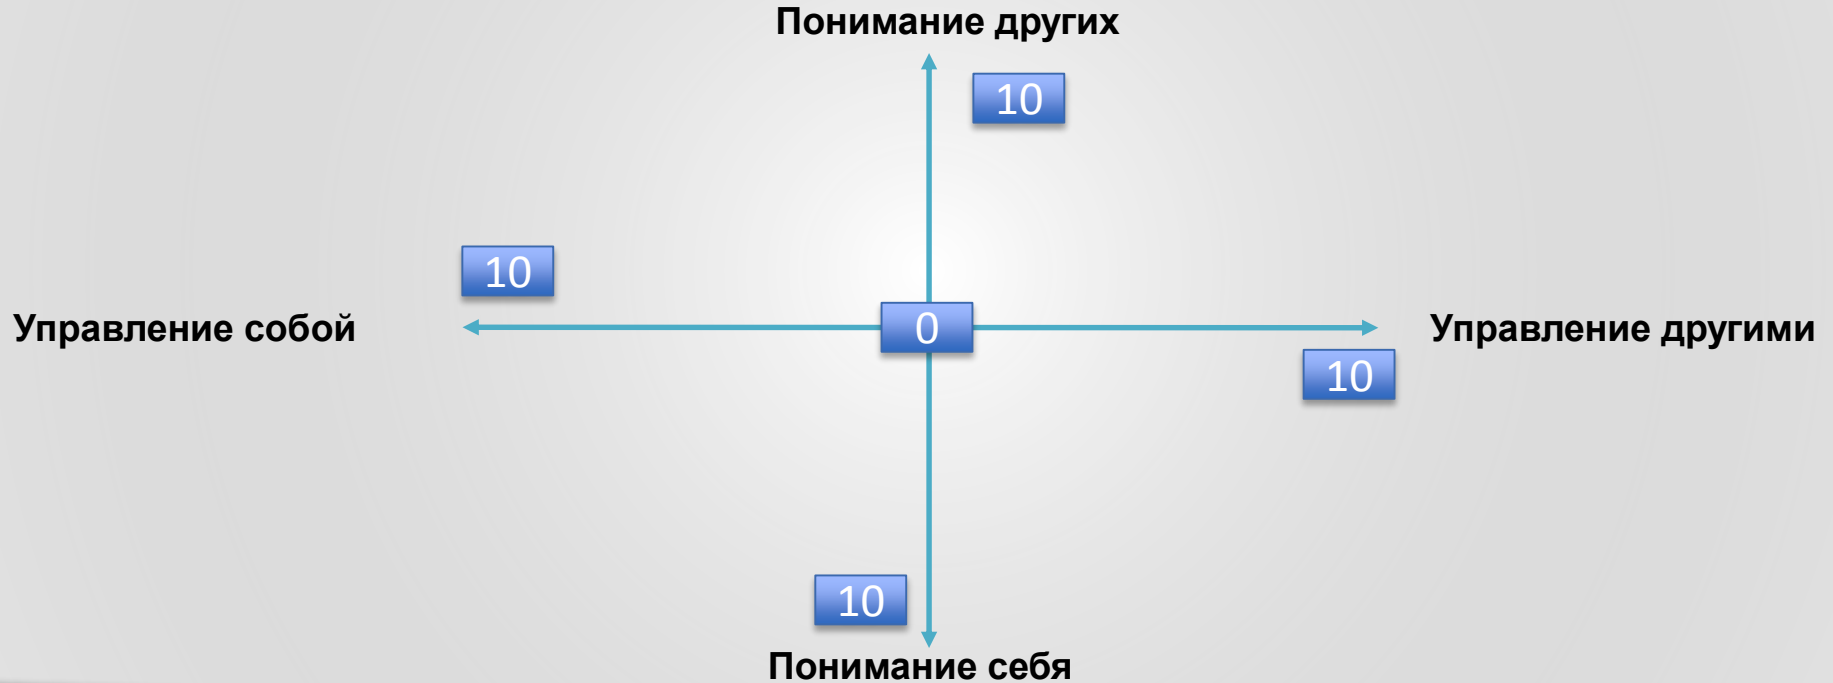 Понимание других
10
10
Управление собой
0
Управление другими
10
10
Понимание себя